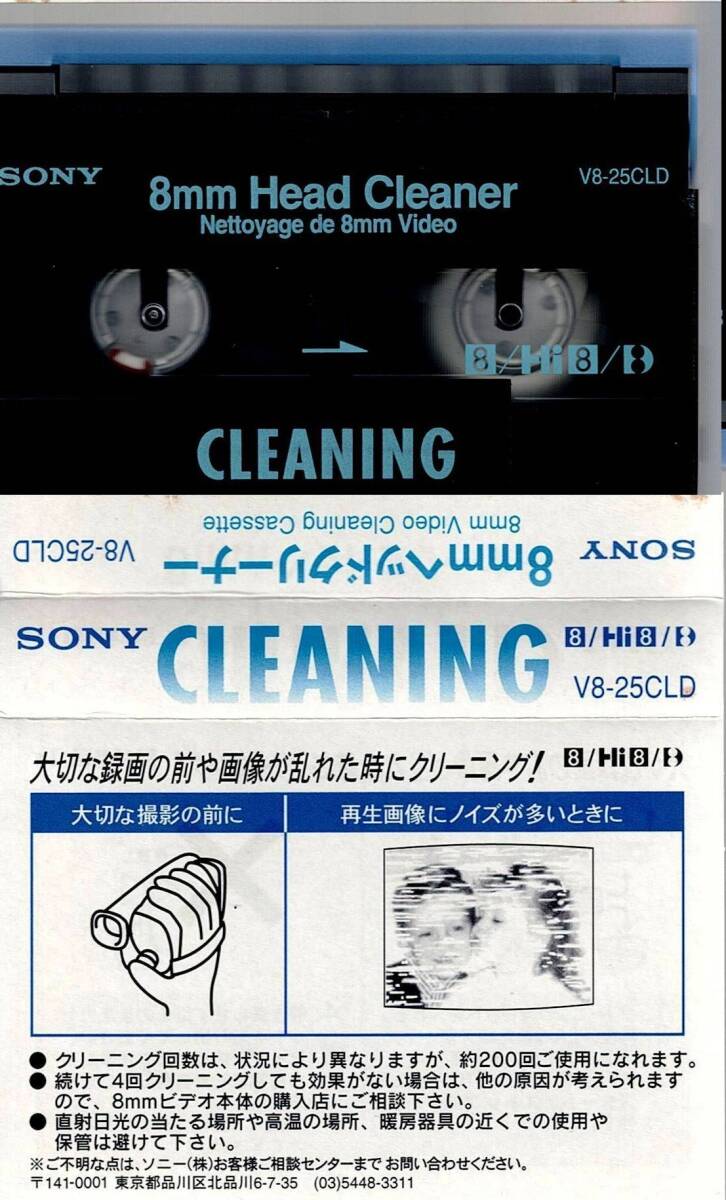 SONY
8mm Head Cleaner
V8-25CLD
Nettoyage de 8mm Video
8/Hi8/
CLEANING
SONY
8mmヘッドクリーナー
8mm Video Cleaning Cassette
V8-25CLD
SONY
CLEANING
8/Hi8/
V8-25CLD
大切な録画の前や画像が乱れた時にクリーニング!
8/Hi8/
大切な撮影の前に
再生画像にノイズが多いときに
● クリーニング回数は、状況により異なりますが、約200回ご使用になれます。
● 続けて4回クリーニングしても効果がない場合は、他の原因が考えられます
ので、8mmビデオ本体の購入店にご相談下さい。
● 直射日光の当たる場所や高温の場所、暖房器具の近くでの使用や
保管は避けて下さい。
※ご不明な点は、ソニー(株)お客様ご相談センターまで お問い合わせください。
〒141-0001 東京都品川区北品川6-7-35 (03)5448-3311